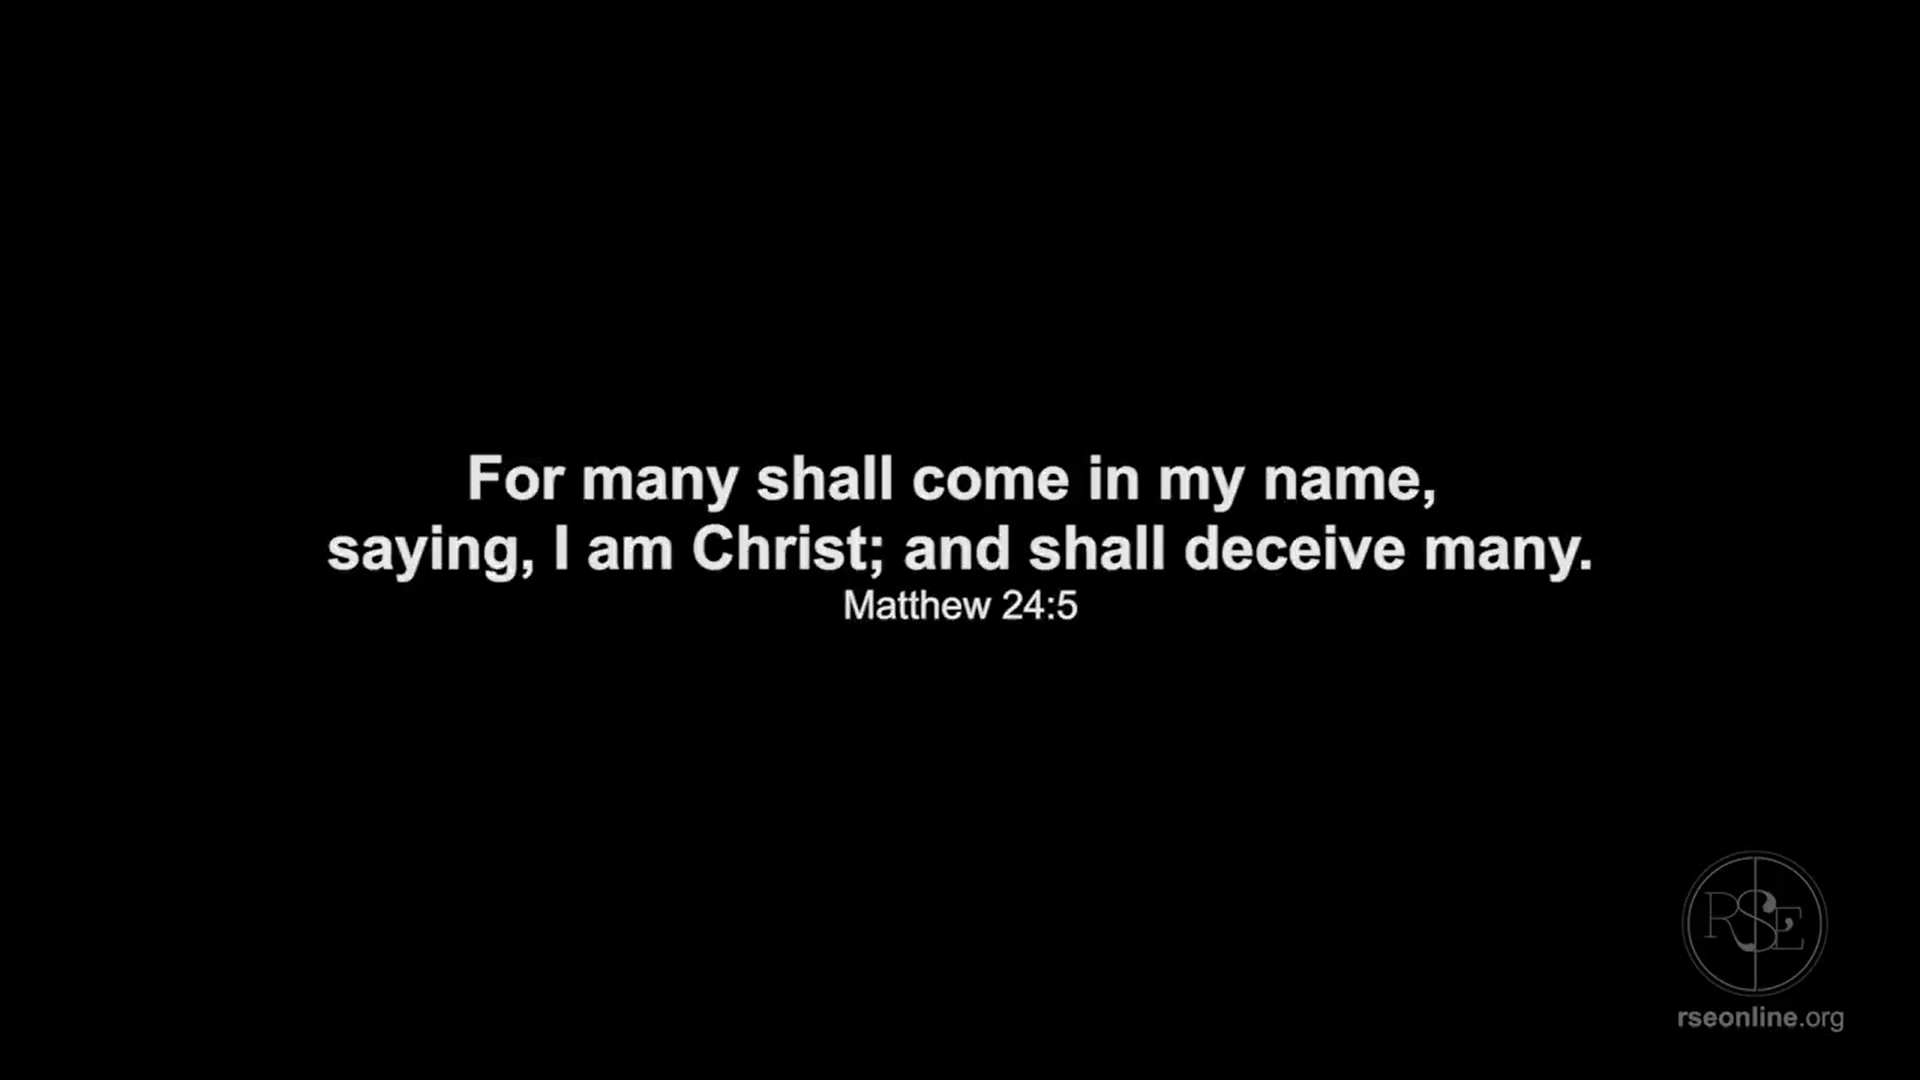 For many shall come in my name,
saying, I am Christ; and shall deceive many.
Matthew 24:5
RSE
rseonline.org